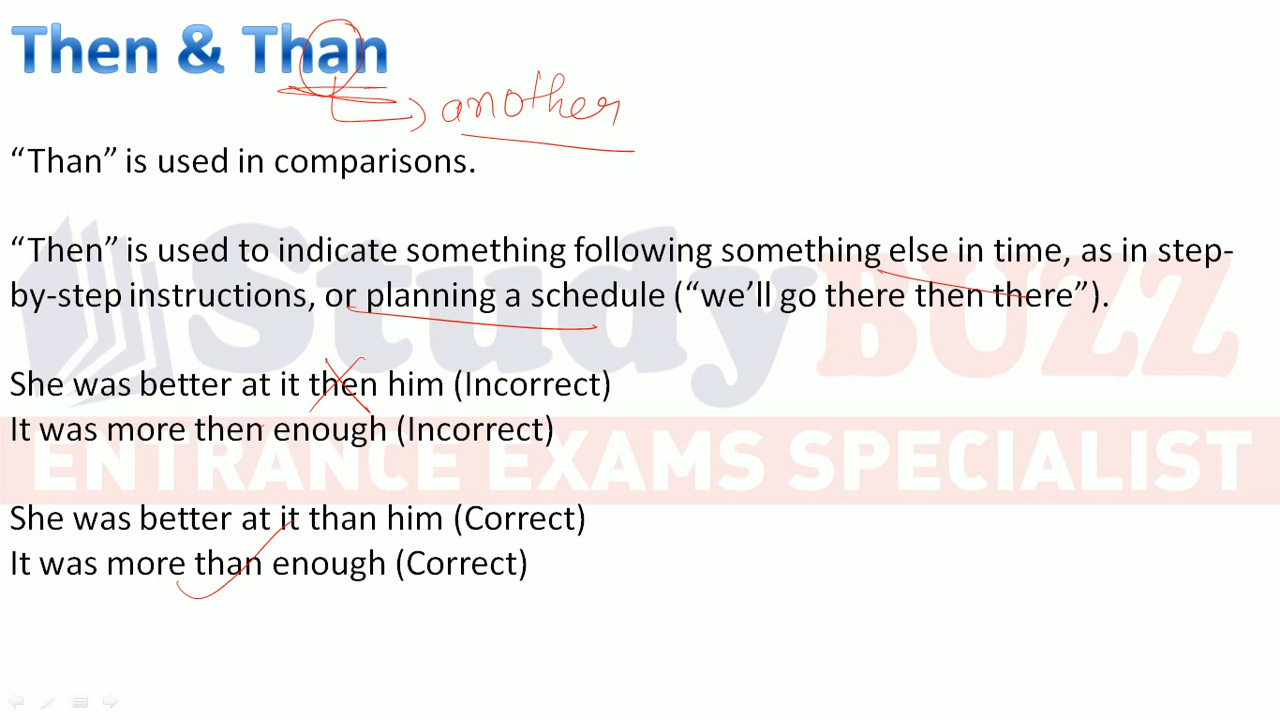 Then & Than
another
“Than” is used in comparisons.
“Then” is used to indicate something following something else in time, as in step-
by-step instructions, or planning a schedule (“we’ll go there then there”).
She was better at it then him (Incorrect)
It was more then enough (Incorrect)
She was better at it than him (Correct)
It was more than enough (Correct)
StudyBUZZ
ENTRANCE EXAMS SPECIALIST